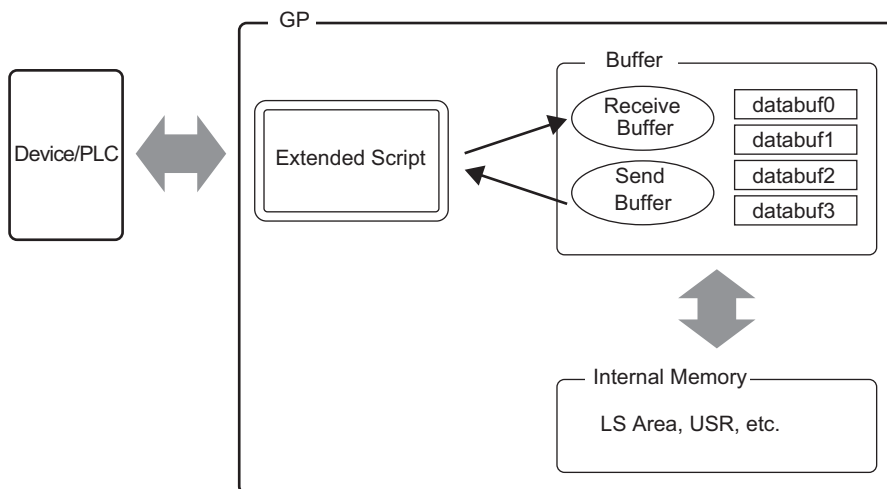 GP
Buffer
Receive
Buffer
databuf0
databuf1
Device/PLC
Extended Script
Send
Buffer
databuf2
databuf3
Internal Memory
LS Area, USR, etc.